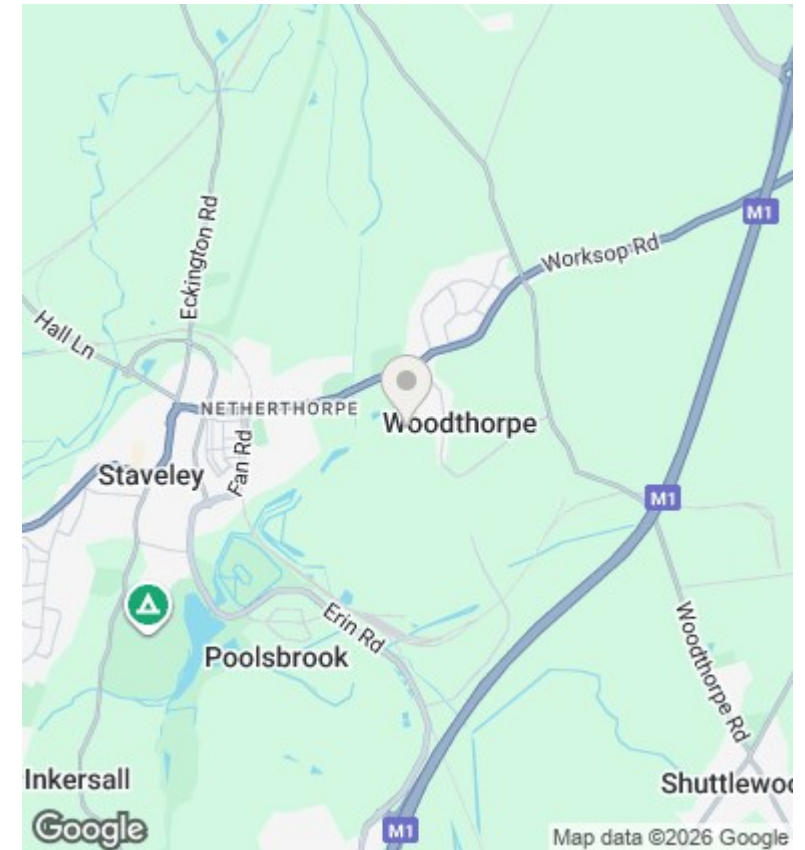 M1
Worksop Rd
Eckington Rd
Hall Ln
NETHERTHORPE
Woodthorpe
Fan Rd
Staveley
M1
Erin Rd
Poolsbrook
Woodthorpe Rd
Inkersall
Shuttlewoo
M1
Google
Map data ©2026 Google